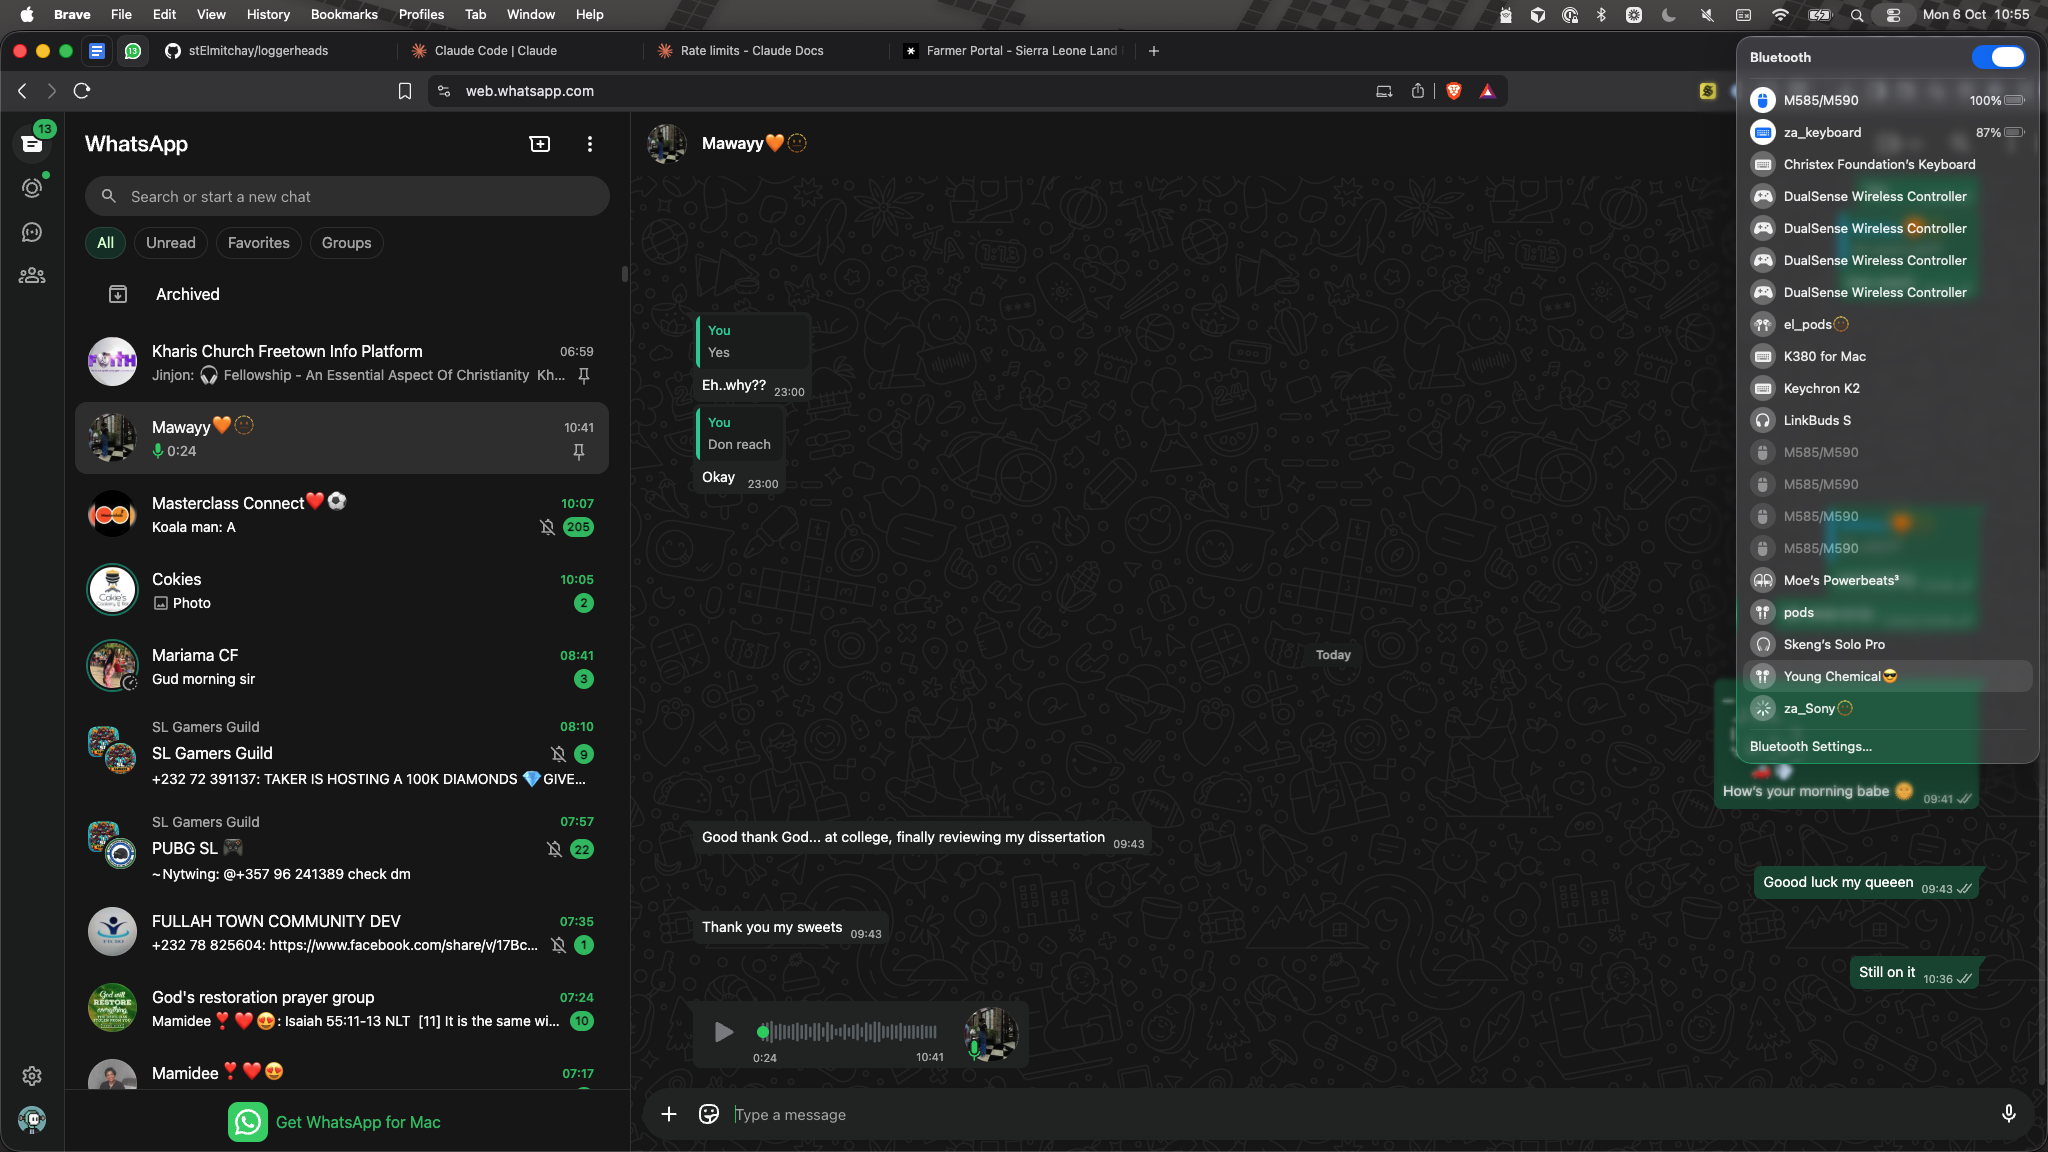 Brave File Edit View History Bookmarks Profiles Tab Window Help Mon 6 Oct 10:55
13 stElmitchay/loggerheads Claude Code | Claude Rate limits - Claude Docs Farmer Portal - Sierra Leone Land
web.whatsapp.com
13
WhatsApp
Search or start a new chat
All Unread Favorites Groups
Archived
Kharis Church Freetown Info Platform 06:59
Jinjon: 🎧 Fellowship - An Essential Aspect Of Christianity Kh...
Mawayy🧡 10:41
0:24
Masterclass Connect❤️⚽ 10:07
Koala man: A 205
Cokies 10:05
Photo 2
Mariama CF 08:41
Gud morning sir 3
SL Gamers Guild 08:10
SL Gamers Guild 9
+232 72 391137: TAKER IS HOSTING A 100K DIAMONDS 💎GIVE...
SL Gamers Guild 07:57
PUBG SL 🎮 22
~Nytwing: @+357 96 241389 check dm
FULLAH TOWN COMMUNITY DEV 07:35
+232 78 825604: https://www.facebook.com/share/v/17Bc... 1
God's restoration prayer group 07:24
Mamidee❣️❤️😍: Isaiah 55:11-13 NLT [11] It is the same wi... 10
Mamidee❣️❤️😍 07:17
Get WhatsApp for Mac
Mawayy🧡
You
Yes
Eh..why?? 23:00
You
Don reach
Okay 23:00
Today
How's your morning babe 09:41
Good thank God... at college, finally reviewing my dissertation 09:43
Goood luck my queeen 09:43
Thank you my sweets 09:43
Still on it 10:36
0:24 10:41
Type a message
Bluetooth
M585/M590 100%
za_keyboard 87%
Christex Foundation's Keyboard
DualSense Wireless Controller
DualSense Wireless Controller
DualSense Wireless Controller
DualSense Wireless Controller
el_pods
K380 for Mac
Keychron K2
LinkBuds S
M585/M590
M585/M590
M585/M590
M585/M590
Moe's Powerbeats³
pods
Skeng's Solo Pro
Young Chemical😎
za_Sony
Bluetooth Settings...